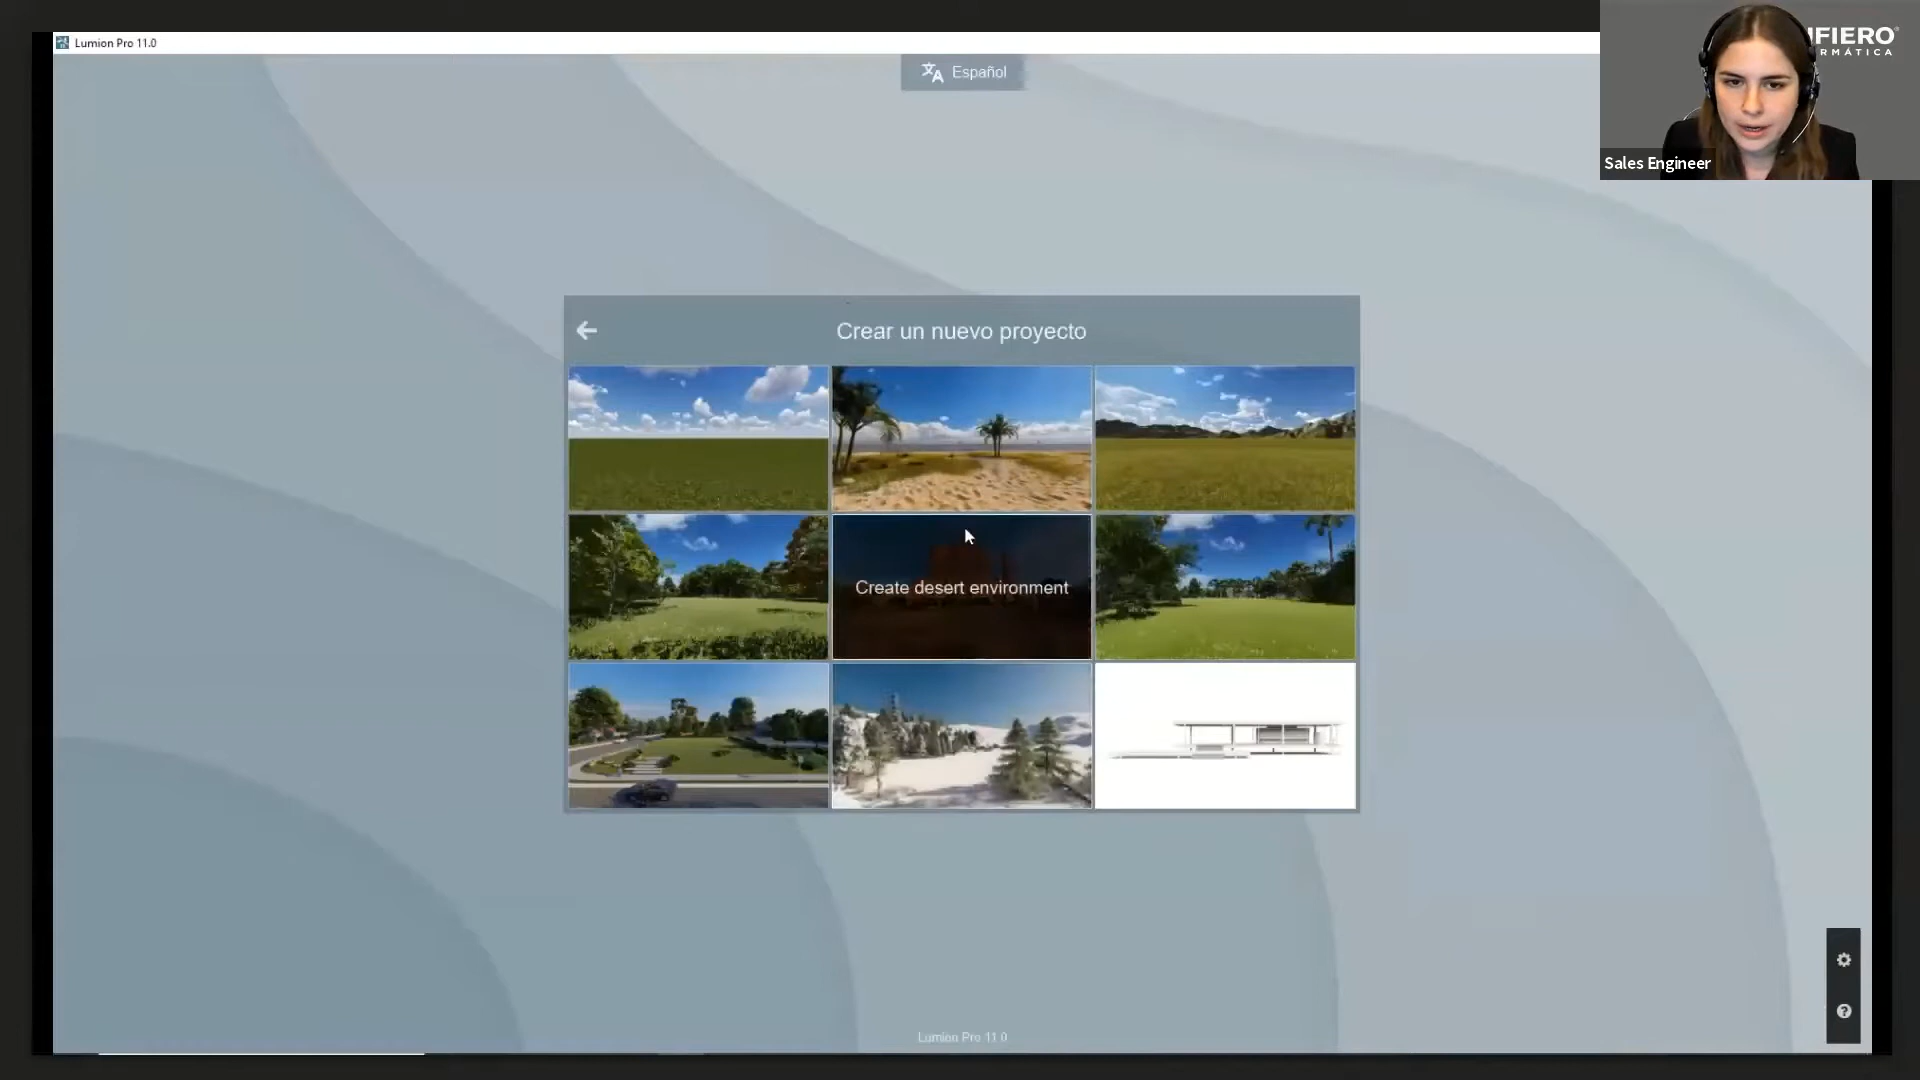 Lumion Pro 11.0
Español
FIERO
RMÁTICA
Sales Engineer
Crear un nuevo proyecto
Create desert environment
Lumion Pro 11.0